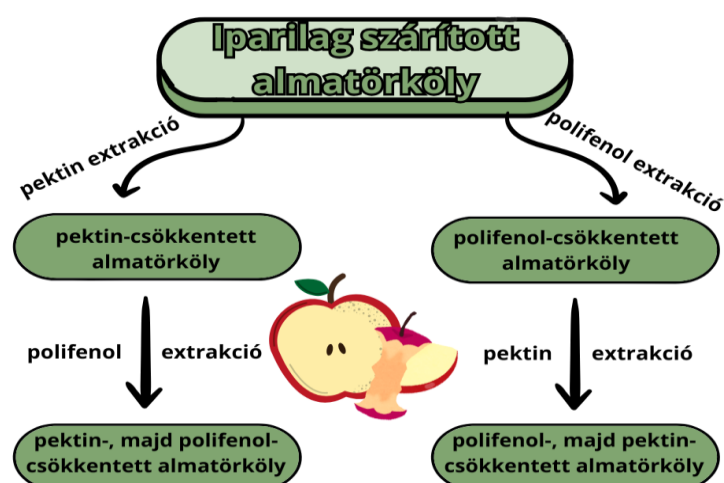 Iparilag szárított
almatörköly
pektin extrakció
polifenol extrakció
pektin-csökkentett
almatörköly
polifenol-csökkentett
almatörköly
polifenol extrakció
pektin extrakció
pektin-, majd polifenol-
csökkentett almatörköly
polifenol-, majd pektin-
csökkentett almatörköly